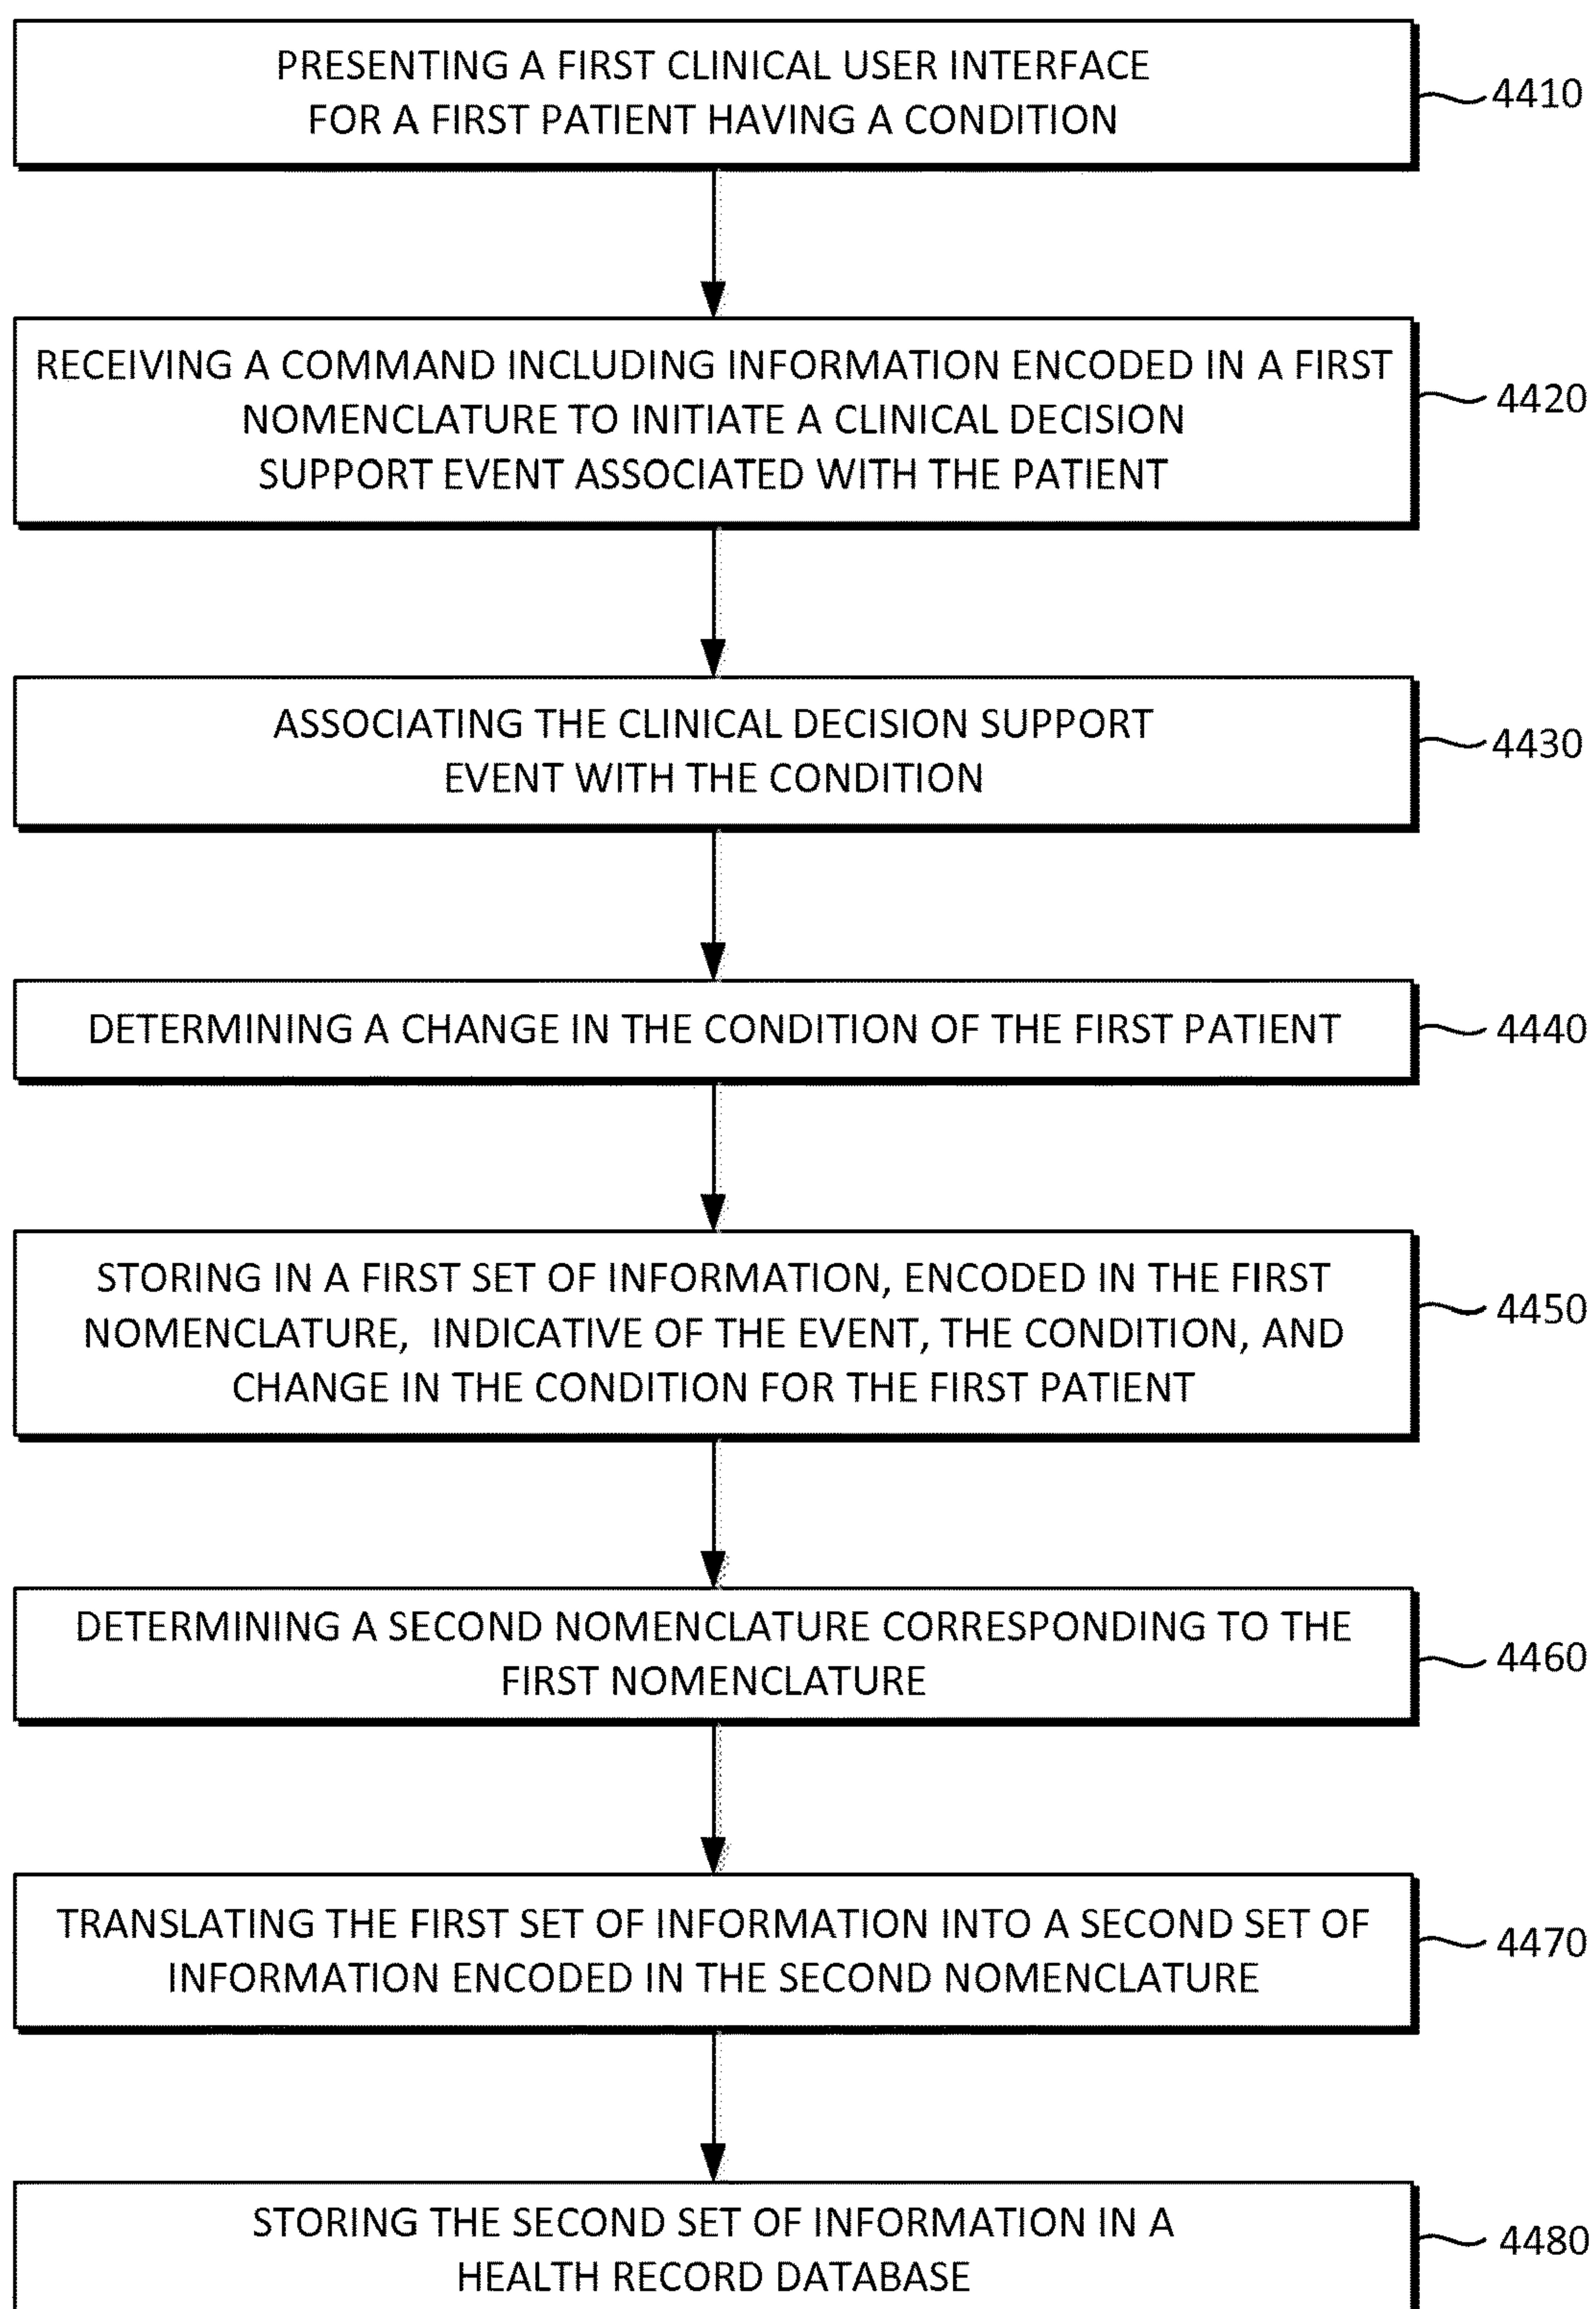 PRESENTING A FIRST CLINICAL USER INTERFACE
FOR A FIRST PATIENT HAVING A CONDITION
4410
RECEIVING A COMMAND INCLUDING INFORMATION ENCODED IN A FIRST
NOMENCLATURE TO INITIATE A CLINICAL DECISION
SUPPORT EVENT ASSOCIATED WITH THE PATIENT
4420
ASSOCIATING THE CLINICAL DECISION SUPPORT
EVENT WITH THE CONDITION
4430
DETERMINING A CHANGE IN THE CONDITION OF THE FIRST PATIENT
4440
STORING IN A FIRST SET OF INFORMATION, ENCODED IN THE FIRST
NOMENCLATURE, INDICATIVE OF THE EVENT, THE CONDITION, AND
CHANGE IN THE CONDITION FOR THE FIRST PATIENT
4450
DETERMINING A SECOND NOMENCLATURE CORRESPONDING TO THE
FIRST NOMENCLATURE
4460
TRANSLATING THE FIRST SET OF INFORMATION INTO A SECOND SET OF
INFORMATION ENCODED IN THE SECOND NOMENCLATURE
4470
STORING THE SECOND SET OF INFORMATION IN A
HEALTH RECORD DATABASE
4480